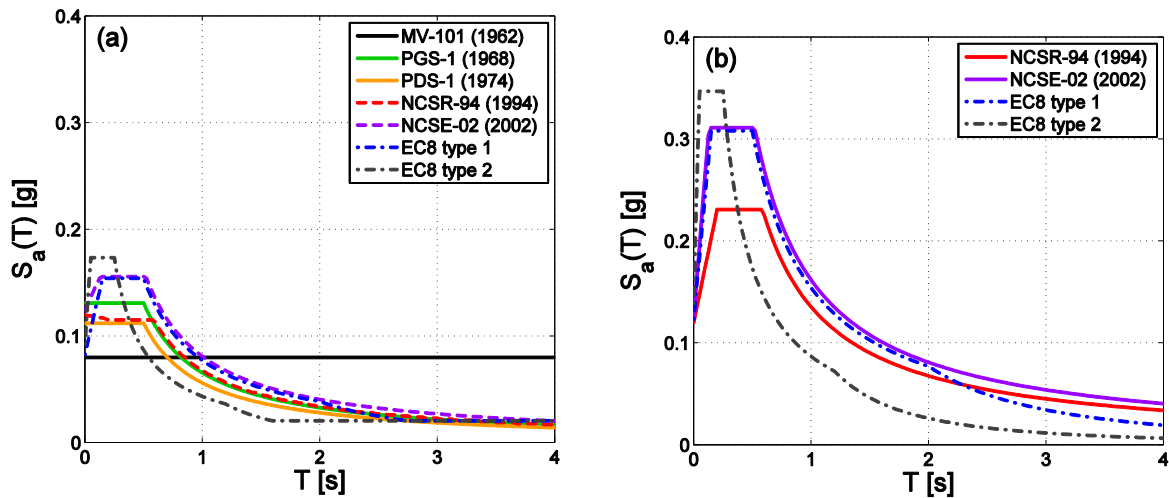 (a)
MV-101 (1962)
PGS-1 (1968)
PDS-1 (1974)
NCSR-94 (1994)
NCSE-02 (2002)
EC8 type 1
EC8 type 2
0.4
0.3
0.2
0.1
0
Sa(T) [g]
0 1 2 3 4
T [s]
(b)
NCSR-94 (1994)
NCSE-02 (2002)
EC8 type 1
EC8 type 2
0.4
0.3
0.2
0.1
0
Sa(T) [g]
0 1 2 3 4
T [s]